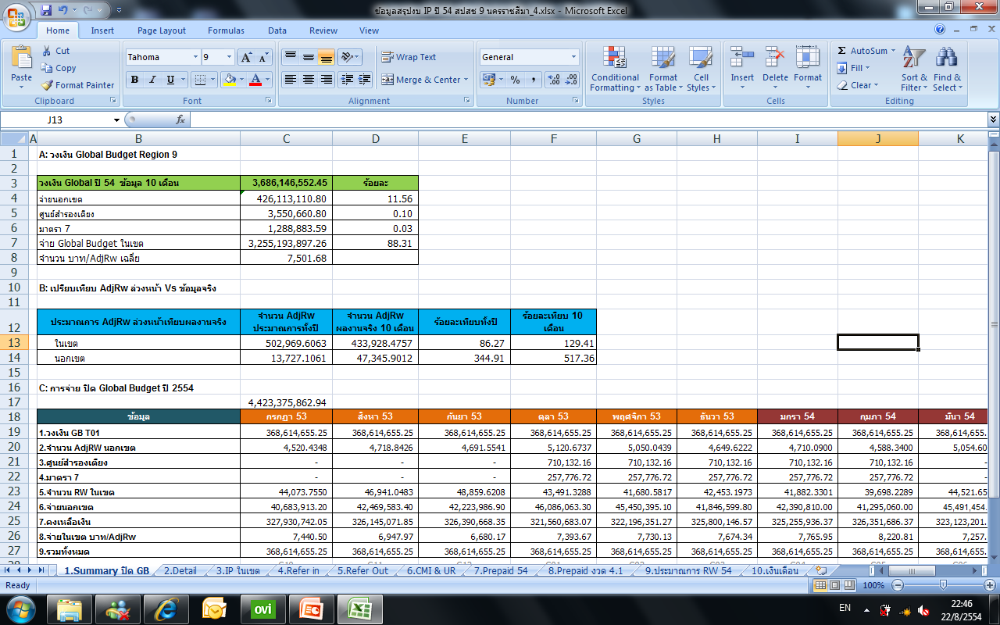 ข้อมูลสรุปงบ IP ปี 54 สปสช 9 นครราชสีมา_4.xlsx - Microsoft Excel
Home Insert Page Layout Formulas Data Review View
Cut
Copy
Format Painter
Paste
Clipboard
Tahoma 9
B I U
Font
Wrap Text
Merge & Center
Alignment
General
Number
Conditional Formatting
Format as Table
Cell Styles
Styles
Insert Delete Format
Cells
Σ AutoSum
Fill
Clear
Sort & Filter
Find & Select
Editing
J13 fx
A B C D E F G H I J K
1 A: วงเงิน Global Budget Region 9
2
3 วงเงิน Global ปี 54 ข้อมูล 10 เดือน 3,686,146,552.45 ร้อยละ
4 จ่ายนอกเขต 426,113,110.80 11.56
5 ศูนย์สำรองเตียง 3,550,660.80 0.10
6 มาตรา 7 1,288,883.59 0.03
7 จ่าย Global Budget ในเขต 3,255,193,897.26 88.31
8 จำนวน บาท/AdjRw เฉลี่ย 7,501.68
9
10 B: เปรียบเทียบ AdjRw ล่วงหน้า Vs ข้อมูลจริง
11
12 ประมาณการ AdjRw ล่วงหน้าเทียบผลงานจริง จำนวน AdjRw ประมาณการทั้งปี จำนวน AdjRw ผลงานจริง 10 เดือน ร้อยละเทียบทั้งปี ร้อยละเทียบ 10 เดือน
13 ในเขต 502,969.6063 433,928.4757 86.27 129.41
14 นอกเขต 13,727.1061 47,345.9012 344.91 517.36
15
16 C: การจ่าย ปิด Global Budget ปี 2554
17 4,423,375,862.94
18 ข้อมูล กรกฏา 53 สิงหา 53 กันยา 53 ตุลา 53 พฤศจิกา 53 ธันวา 53 มกรา 54 กุมภา 54 มีนา 54
19 1.วงเงิน GB T01 368,614,655.25 368,614,655.25 368,614,655.25 368,614,655.25 368,614,655.25 368,614,655.25 368,614,655.25 368,614,655.25 368,614,655.
20 2.จำนวน AdjRW นอกเขต 4,520.4348 4,718.8426 4,691.5541 5,120.6737 5,050.0439 4,649.6222 4,710.0900 4,588.3400 5,054.60
21 3.ศูนย์สำรองเตียง - - - 710,132.16 710,132.16 710,132.16 710,132.16 710,132.16 -
22 4.มาตรา 7 - - - 257,776.72 257,776.72 257,776.72 257,776.72 257,776.72 -
23 5.จำนวน RW ในเขต 44,073.7550 46,941.0483 48,859.6208 43,491.3288 41,680.5817 42,453.1973 41,882.3301 39,698.2289 44,521.65
24 6.จ่ายนอกเขต 40,683,913.20 42,469,583.40 42,223,986.90 46,086,063.30 45,450,395.10 41,846,599.80 42,390,810.00 41,295,060.00 45,491,454.
25 7.คงเหลือเงิน 327,930,742.05 326,145,071.85 326,390,668.35 321,560,683.07 322,196,351.27 325,800,146.57 325,255,936.37 326,351,686.37 323,123,201.
26 8.จ่ายในเขต บาท/AdjRw 7,440.50 6,947.97 6,680.17 7,393.67 7,730.13 7,674.34 7,765.95 8,220.81 7,257.
27 9.รวมทั้งหมด 368,614,655.25 368,614,655.25 368,614,655.25 368,614,655.25 368,614,655.25 368,614,655.25 368,614,655.25 368,614,655.25 368,614,655.
1.Summary ปิด GB 2.Detail 3.IP ในเขต 4.Refer in 5.Refer Out 6.CMI & UR 7.Prepaid 54 8.Prepaid งวด 4.1 9.ประมาณการ RW 54 10.เงินเดือน
Ready 100%
ovi EN 22:46
22/8/2554